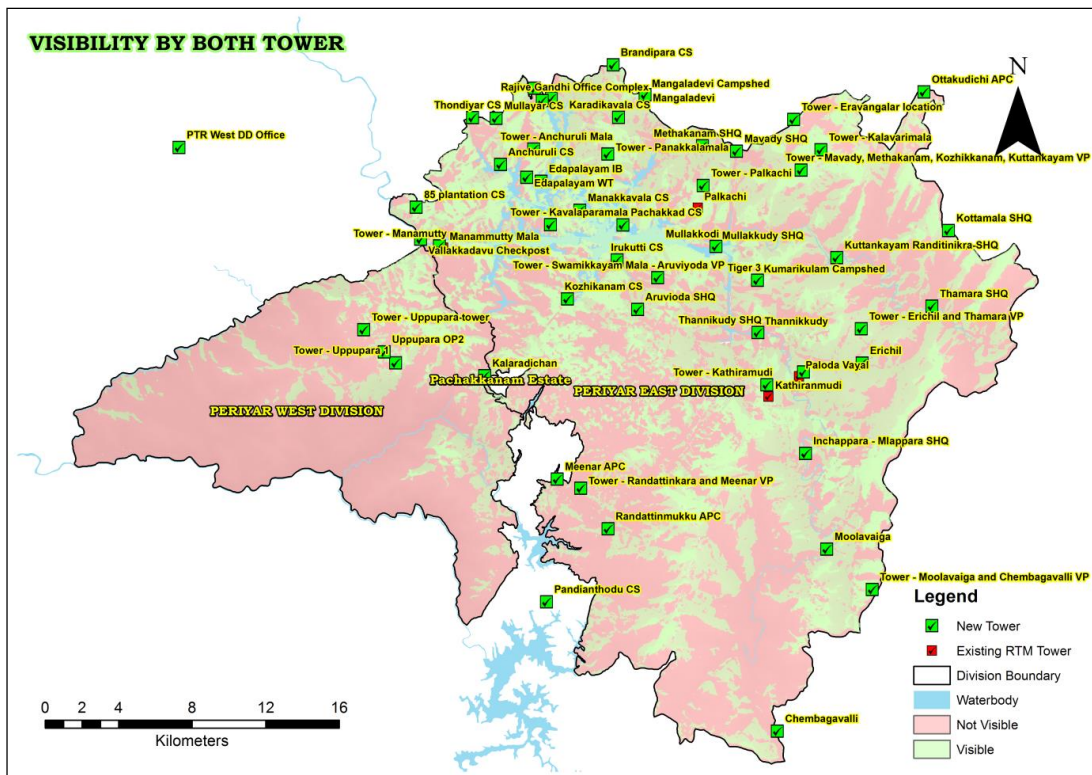 VISIBILITY BY BOTH TOWER
Brandipara CS
N
Rajive Gandhi Office Complex
Mangaladevi Campshed
Mangaladevi
Ottakudichi APC
Thondiyar CS
Mullayar CS
Karadikavala CS
Tower - Eravangalar location
PTR West DD Office
Tower - Anchuruli Mala
Methakanam SHQ
Mavady SHQ
Tower - Kalavarimala
Anchuruli CS
Tower - Panakkalamala
Tower - Mavady, Methakanam, Kozhikkanam, Kuttankayam VP
Edapalayam IB
Edapalayam WT
Tower - Palkachi
85 plantation CS
Manakkavala CS
Palkachi
Tower - Kavalaparamala
Pachakkad CS
Kottamala SHQ
Tower - Manamutty
Manammutty Mala
Vallakkadavu Checkpost
Mullakkodi
Mullakkudy SHQ
Irukutti CS
Kuttankayam Randitinikra-SHQ
Tower - Swamikkayam Mala - Aruviyoda VP
Tiger 3
Kumarikulam Campshed
Kozhikanam CS
Aruvioda SHQ
Thamara SHQ
Tower - Uppupara-tower
Thannikudy SHQ
Thannikkudy
Tower - Erichil and Thamara VP
Uppupara OP2
Tower - Uppupara 1
Erichil
Kalaradichan
Paloda Vayal
Pachakkanam Estate
Tower - Kathiramudi
Kathiranmudi
PERIYAR EAST DIVISION
PERIYAR WEST DIVISION
Inchappara - Mlappara SHQ
Meenar APC
Tower - Randattinkara and Meenar VP
Randattinmukku APC
Moolavaiga
Pandianthodu CS
Tower - Moolavaiga and Chembagavalli VP
Chembagavalli
Legend
New Tower
Existing RTM Tower
Division Boundary
Waterbody
Not Visible
Visible
0 2 4 8 12 16
Kilometers